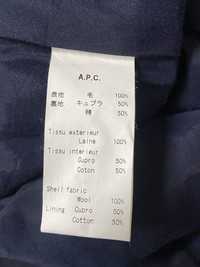 A.P.C.
表地 毛 100%
裏地 キュプラ 50%
綿 50%
Tissu exterieur
Laine 100%
Tissu interieur
Cupro 50%
Coton 50%
Shell fabric
Wool 100%
Lining Cupro 50%
Cotton 50%